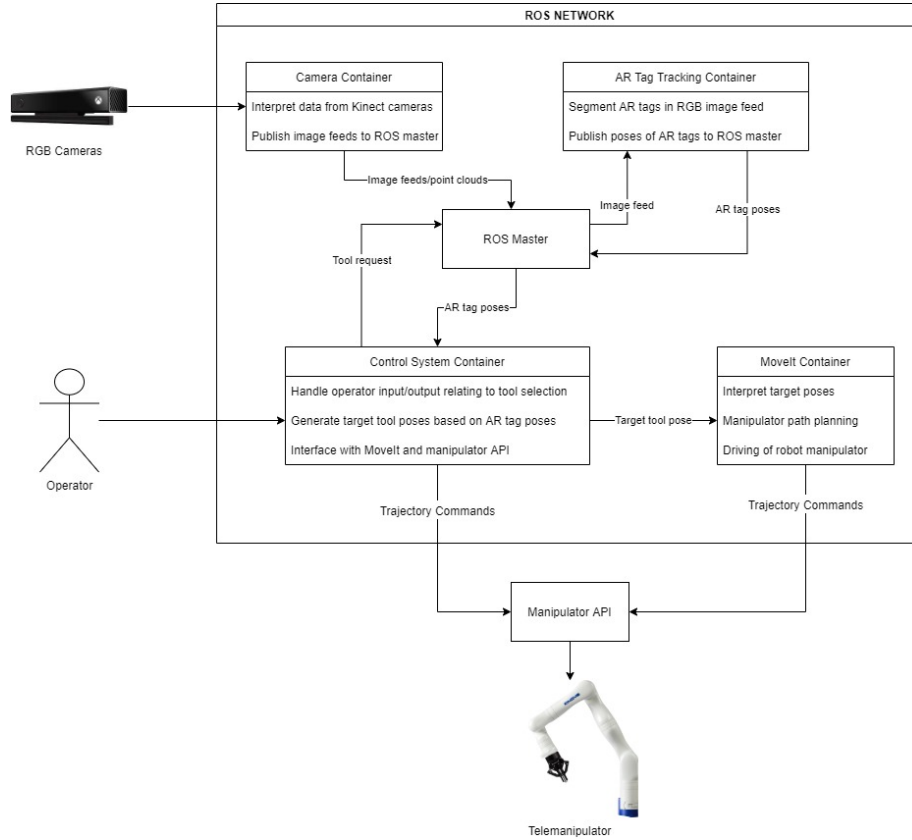 ROS NETWORK
Camera Container
Interpret data from Kinect cameras
Publish image feeds to ROS master
AR Tag Tracking Container
Segment AR tags in RGB image feed
Publish poses of AR tags to ROS master
RGB Cameras
Image feeds/point clouds
Image feed
AR tag poses
ROS Master
Tool request
AR tag poses
Control System Container
Handle operator input/output relating to tool selection
Generate target tool poses based on AR tag poses
Interface with MoveIt and manipulator API
Target tool pose
MoveIt Container
Interpret target poses
Manipulator path planning
Driving of robot manipulator
Operator
Trajectory Commands
Trajectory Commands
Manipulator API
Telemanipulator